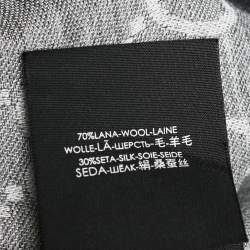 70%LANA-WOOL-LAINE
WOLLE-LÃ-ШЕРСТЬ-毛-羊毛
30%SETA-SILK-SOIE-SEIDE
SEDA-ШЕЛК-絹-桑蚕丝